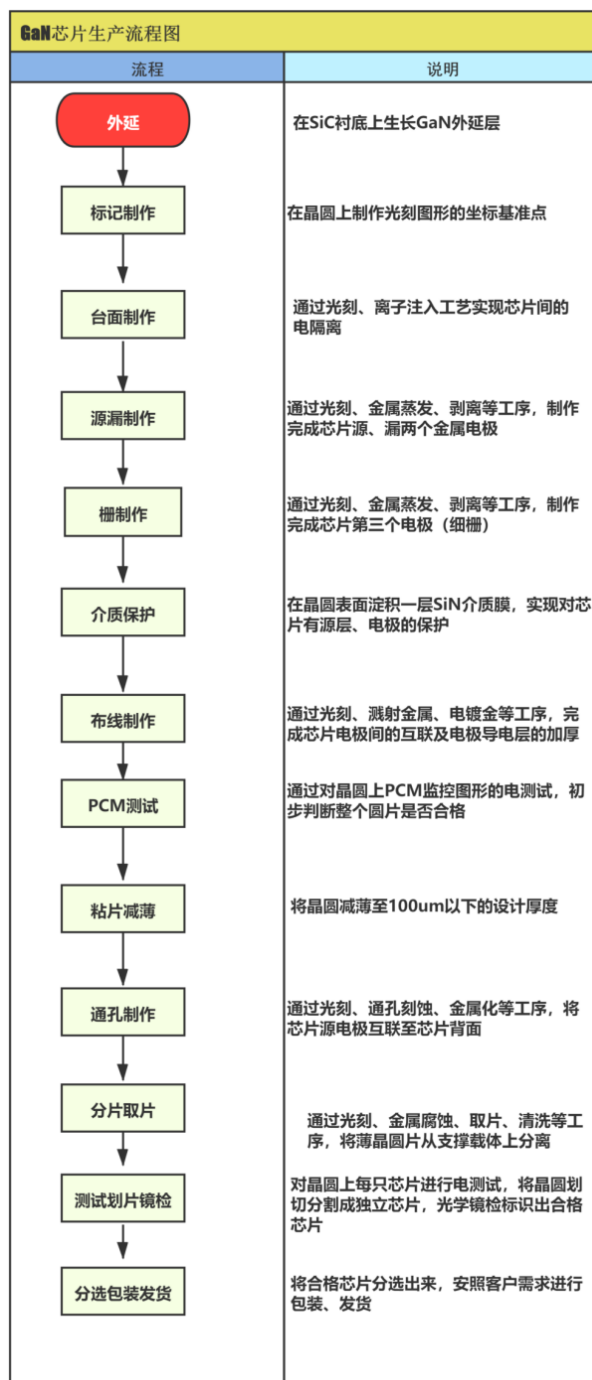 GaN芯片生产流程图
流程
说明
外延
在SiC衬底上生长GaN外延层
标记制作
在晶圆上制作光刻图形的坐标基准点
台面制作
通过光刻、离子注入工艺实现芯片间的
电隔离
源漏制作
通过光刻、金属蒸发、剥离等工序，制作
完成芯片源、漏两个金属电极
栅制作
通过光刻、金属蒸发、剥离等工序，制作
完成芯片第三个电极（细栅）
介质保护
在晶圆表面淀积一层SiN介质膜，实现对芯
片有源层、电极的保护
布线制作
通过光刻、溅射金属、电镀金等工序，完
成芯片电极间的互联及电极导电层的加厚
PCM测试
通过对晶圆上PCM监控图形的电测试，初
步判断整个圆片是否合格
粘片减薄
将晶圆减薄至100um以下的设计厚度
通孔制作
通过光刻、通孔刻蚀、金属化等工序，将
芯片源电极互联至芯片背面
分片取片
通过光刻、金属腐蚀、取片、清洗等工
序，将薄晶圆片从支撑载体上分离
测试划片镜检
对晶圆上每只芯片进行电测试，将晶圆划
切分割成独立芯片，光学镜检标识出合格
芯片
分选包装发货
将合格芯片分选出来，安照客户需求进行
包装、发货